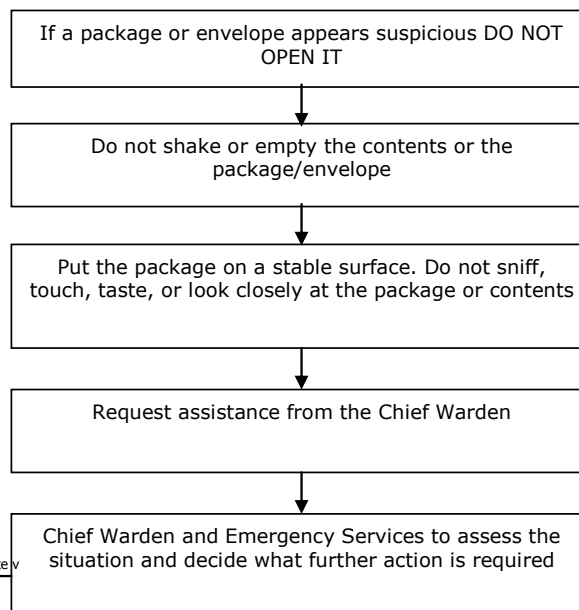 If a package or envelope appears suspicious DO NOT
OPEN IT
Do not shake or empty the contents or the
package/envelope
Put the package on a stable surface. Do not sniff,
touch, taste, or look closely at the package or contents
Request assistance from the Chief Warden
Chief Warden and Emergency Services to assess the
situation and decide what further action is required